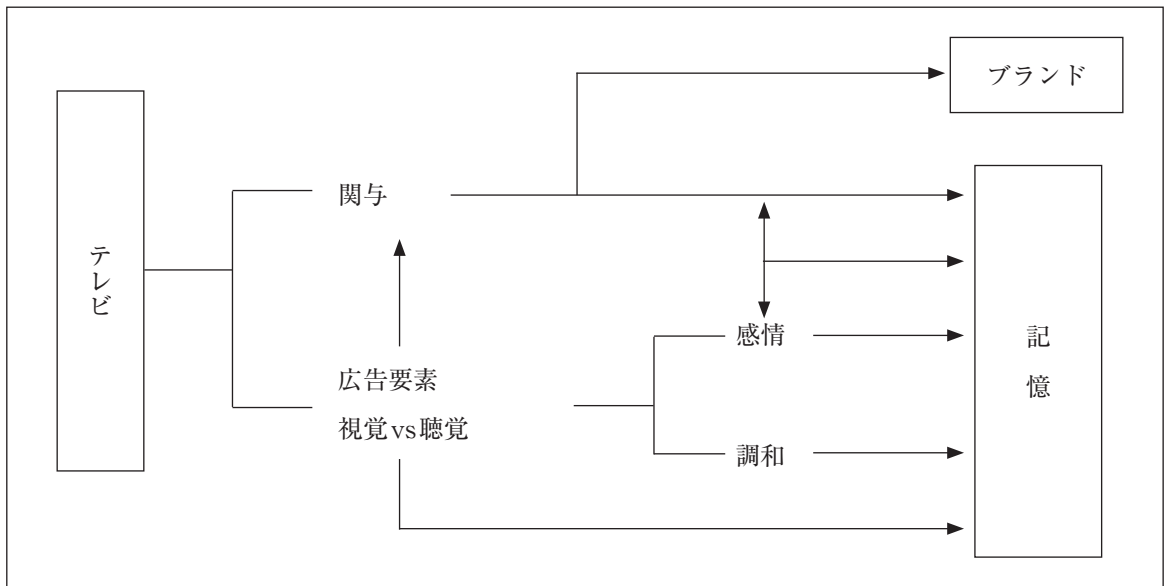 ブランド
テレビ
関与
広告要素
視覚vs聴覚
感情
調和
記憶